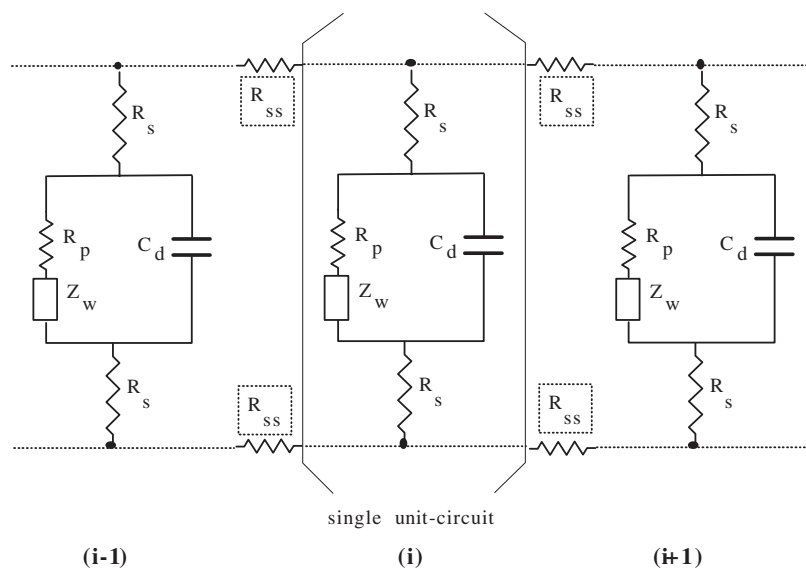 R ss
R ss
R s
R s
R s
R p
C d
Z w
R p
C d
Z w
R p
C d
Z w
R s
R s
R s
R ss
R ss
single unit-circuit
(i-1)
(i)
(i+1)